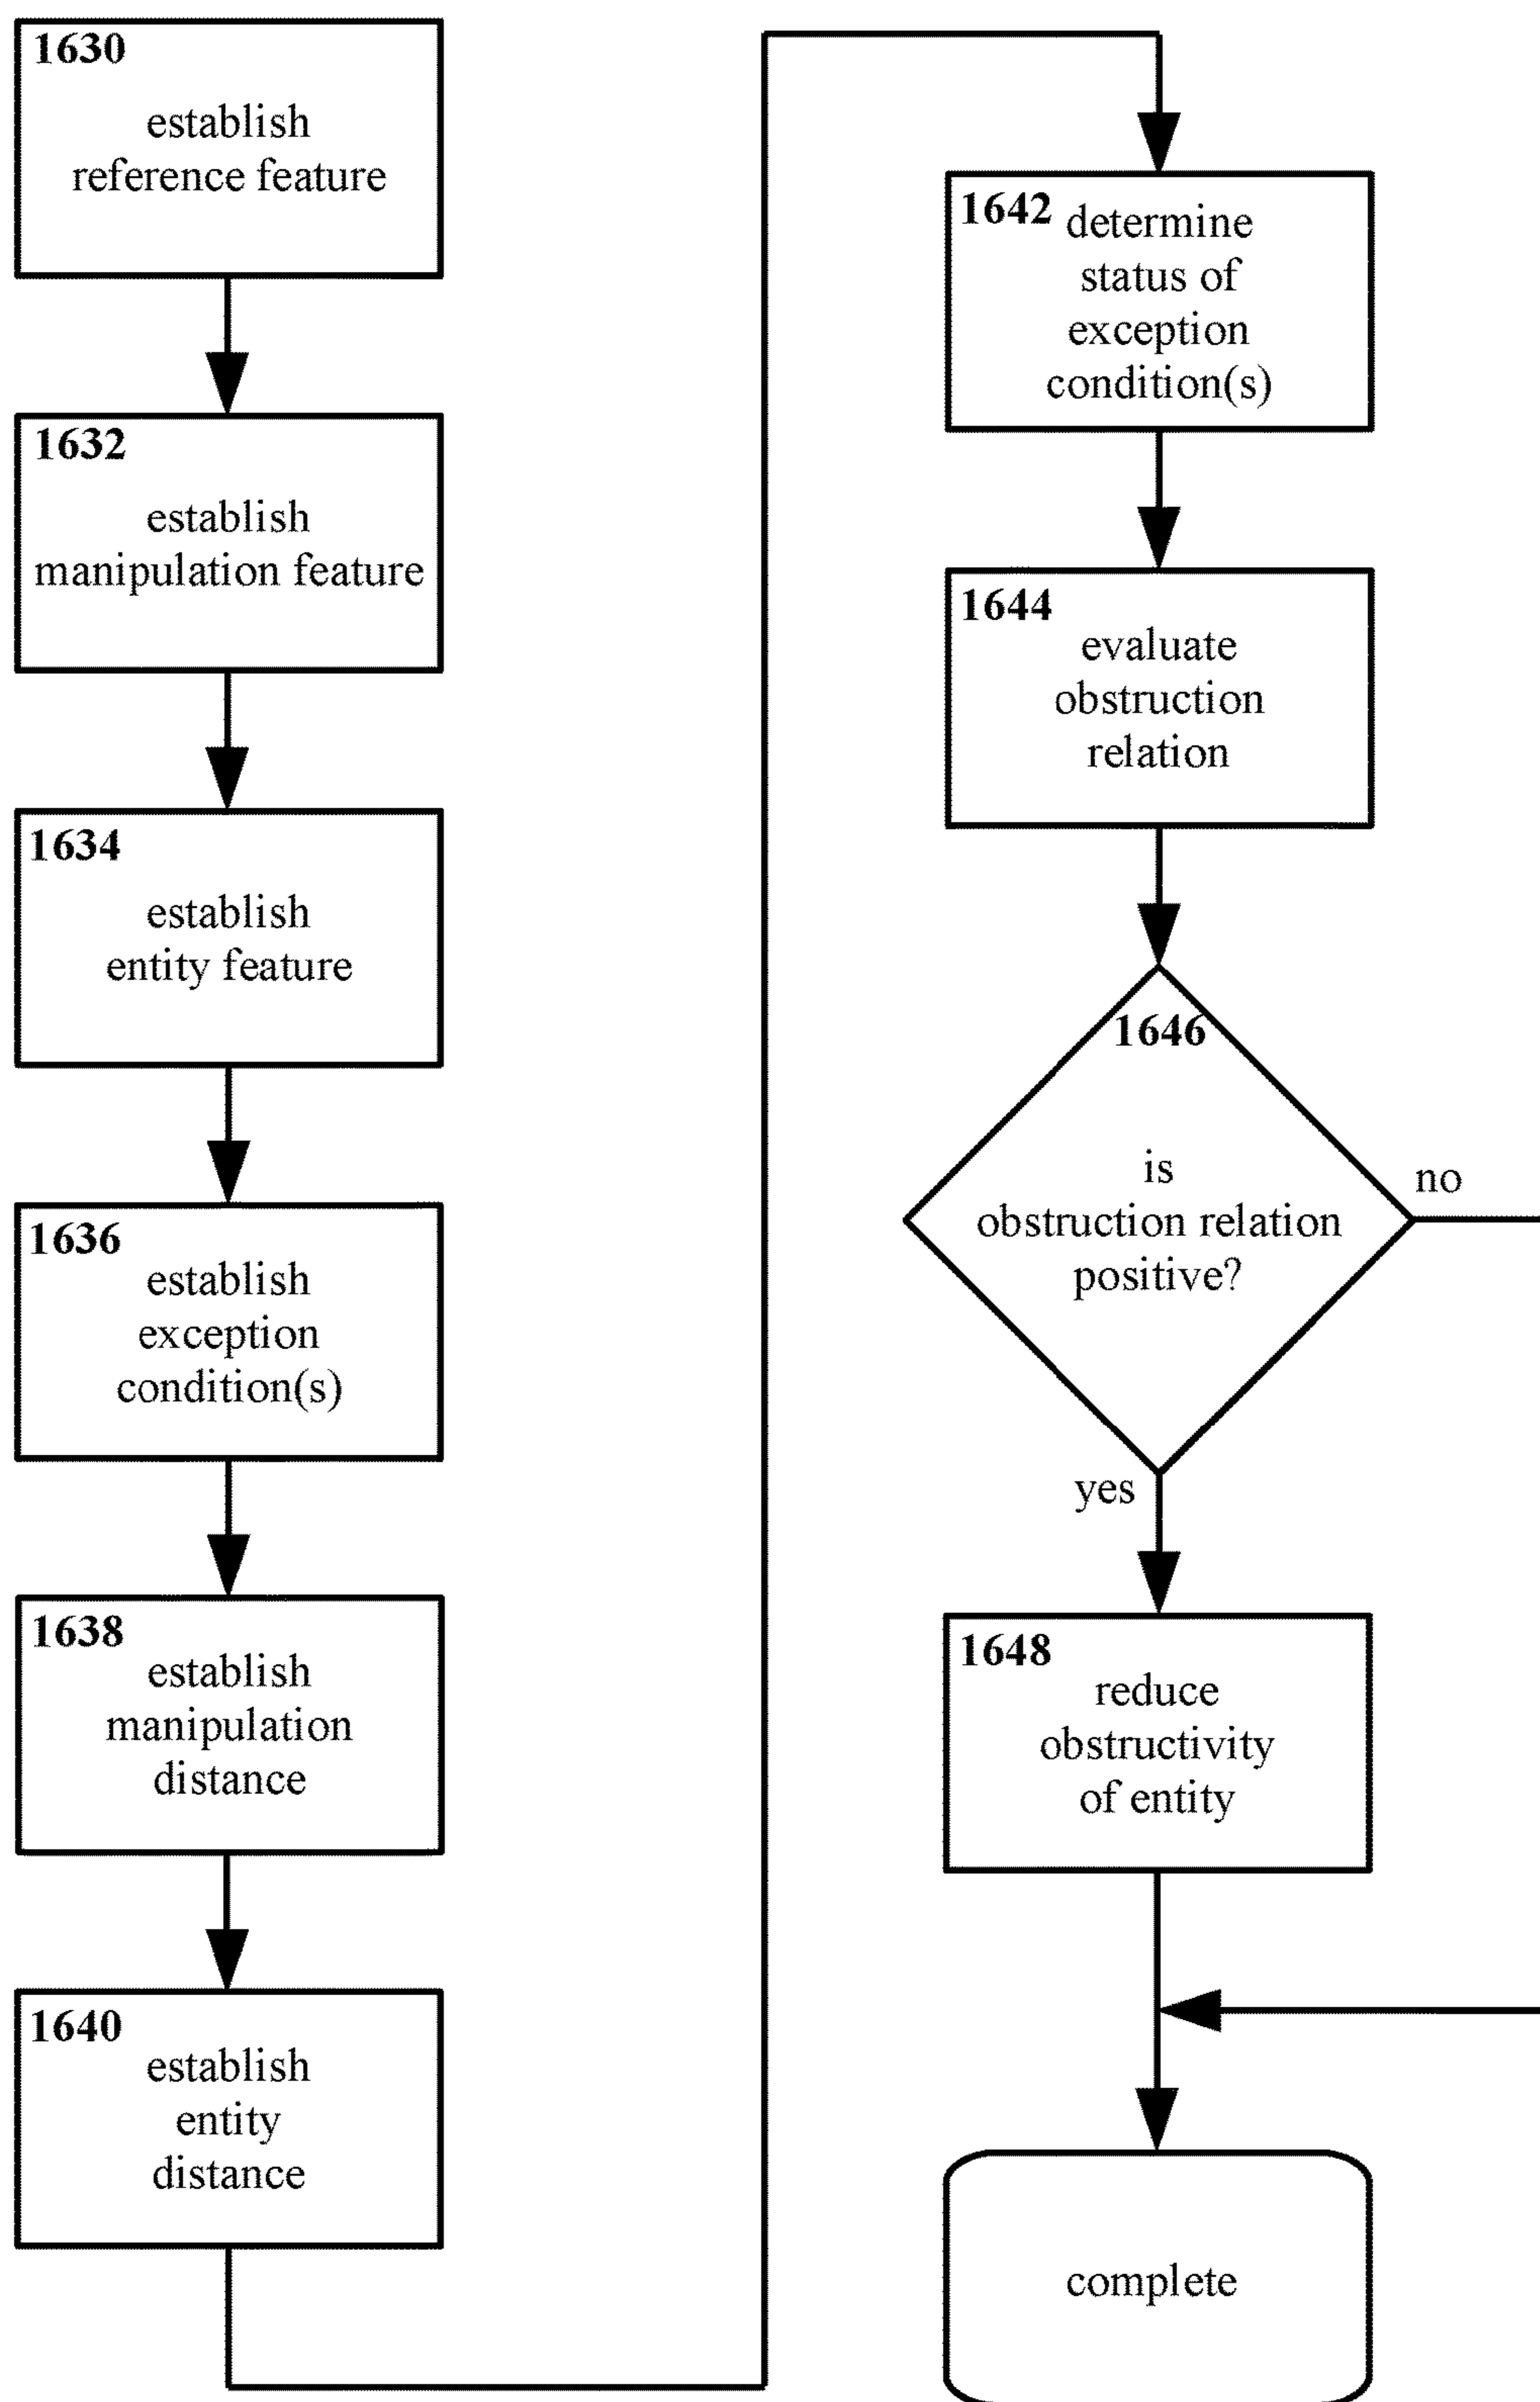 1630
establish
reference feature
1632
establish
manipulation feature
1634
establish
entity feature
1636
establish
exception
condition(s)
1638
establish
manipulation
distance
1640
establish
entity
distance
1642
determine
status of
exception
condition(s)
1644
evaluate
obstruction
relation
1646
is
obstruction relation
positive?
no
yes
1648
reduce
obstructivity
of entity
complete